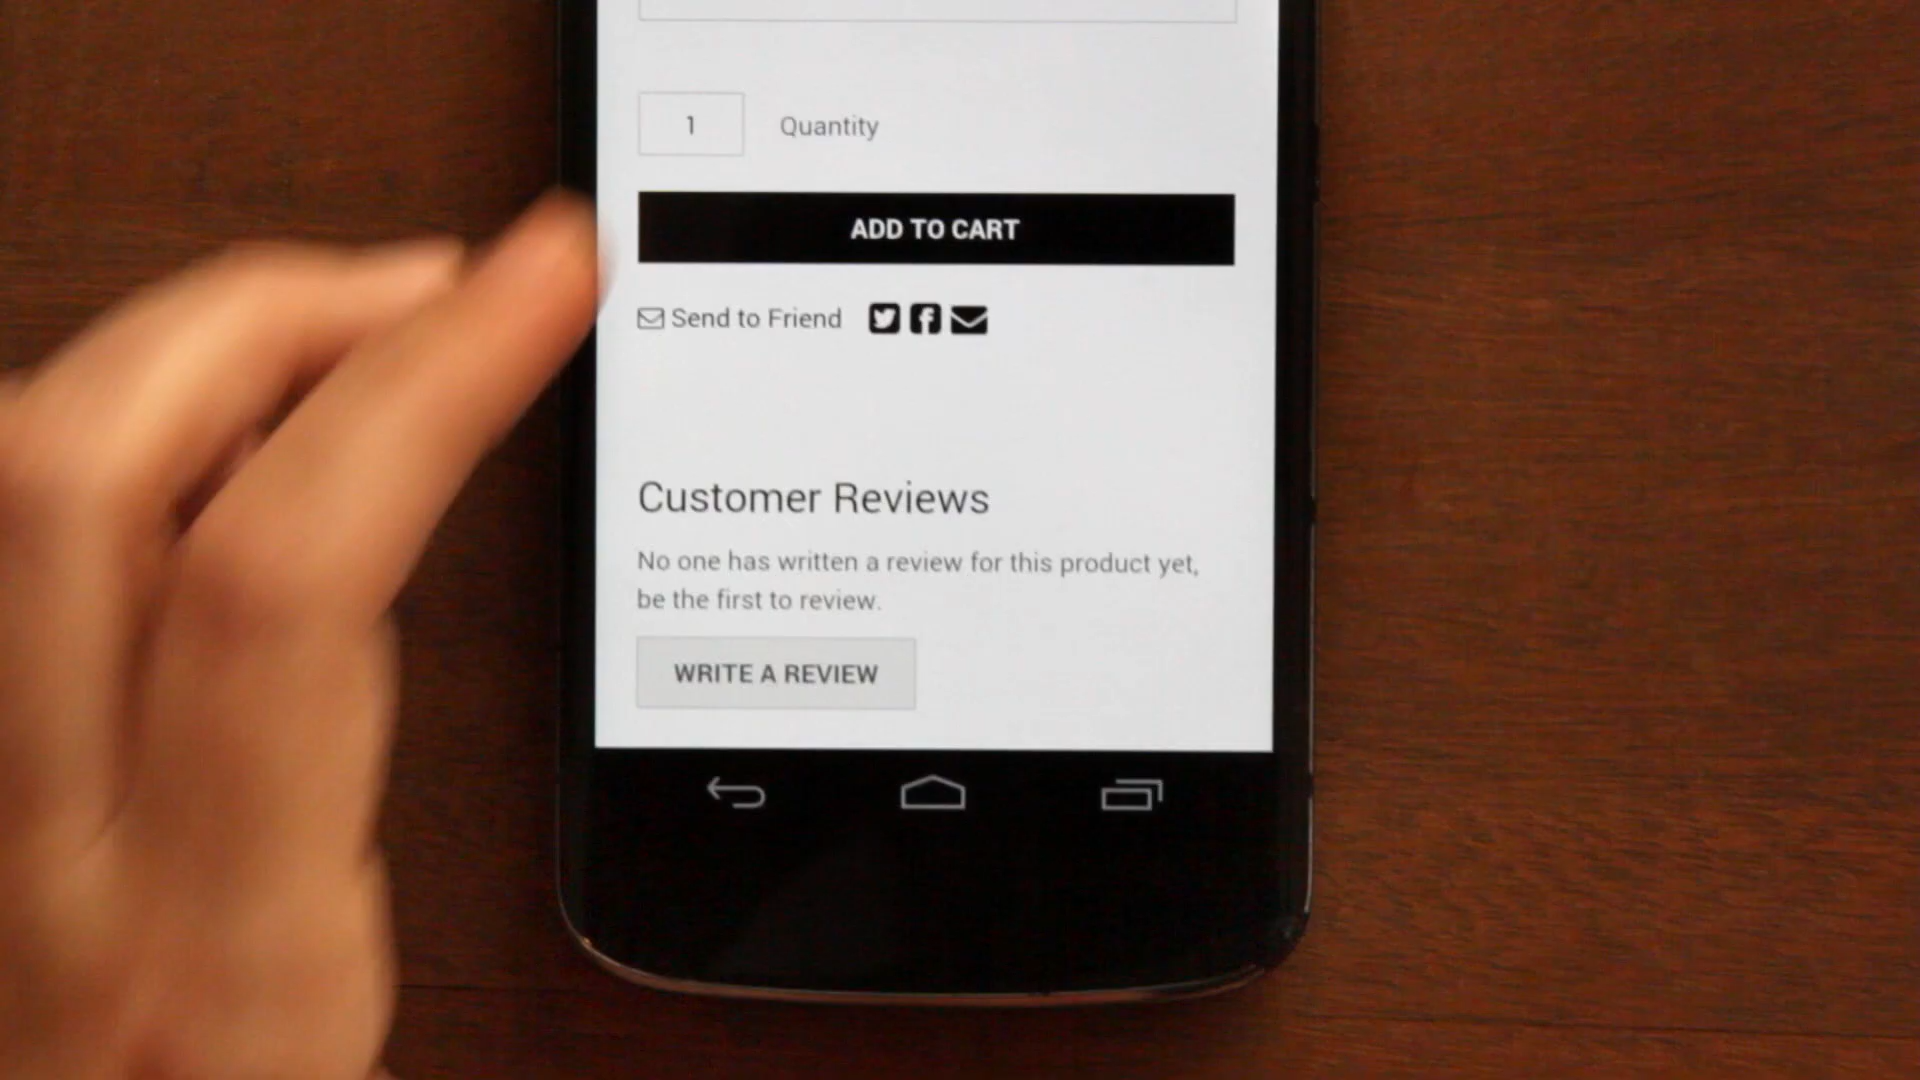 1 Quantity
ADD TO CART
Send to Friend
Customer Reviews
No one has written a review for this product yet,
be the first to review.
WRITE A REVIEW